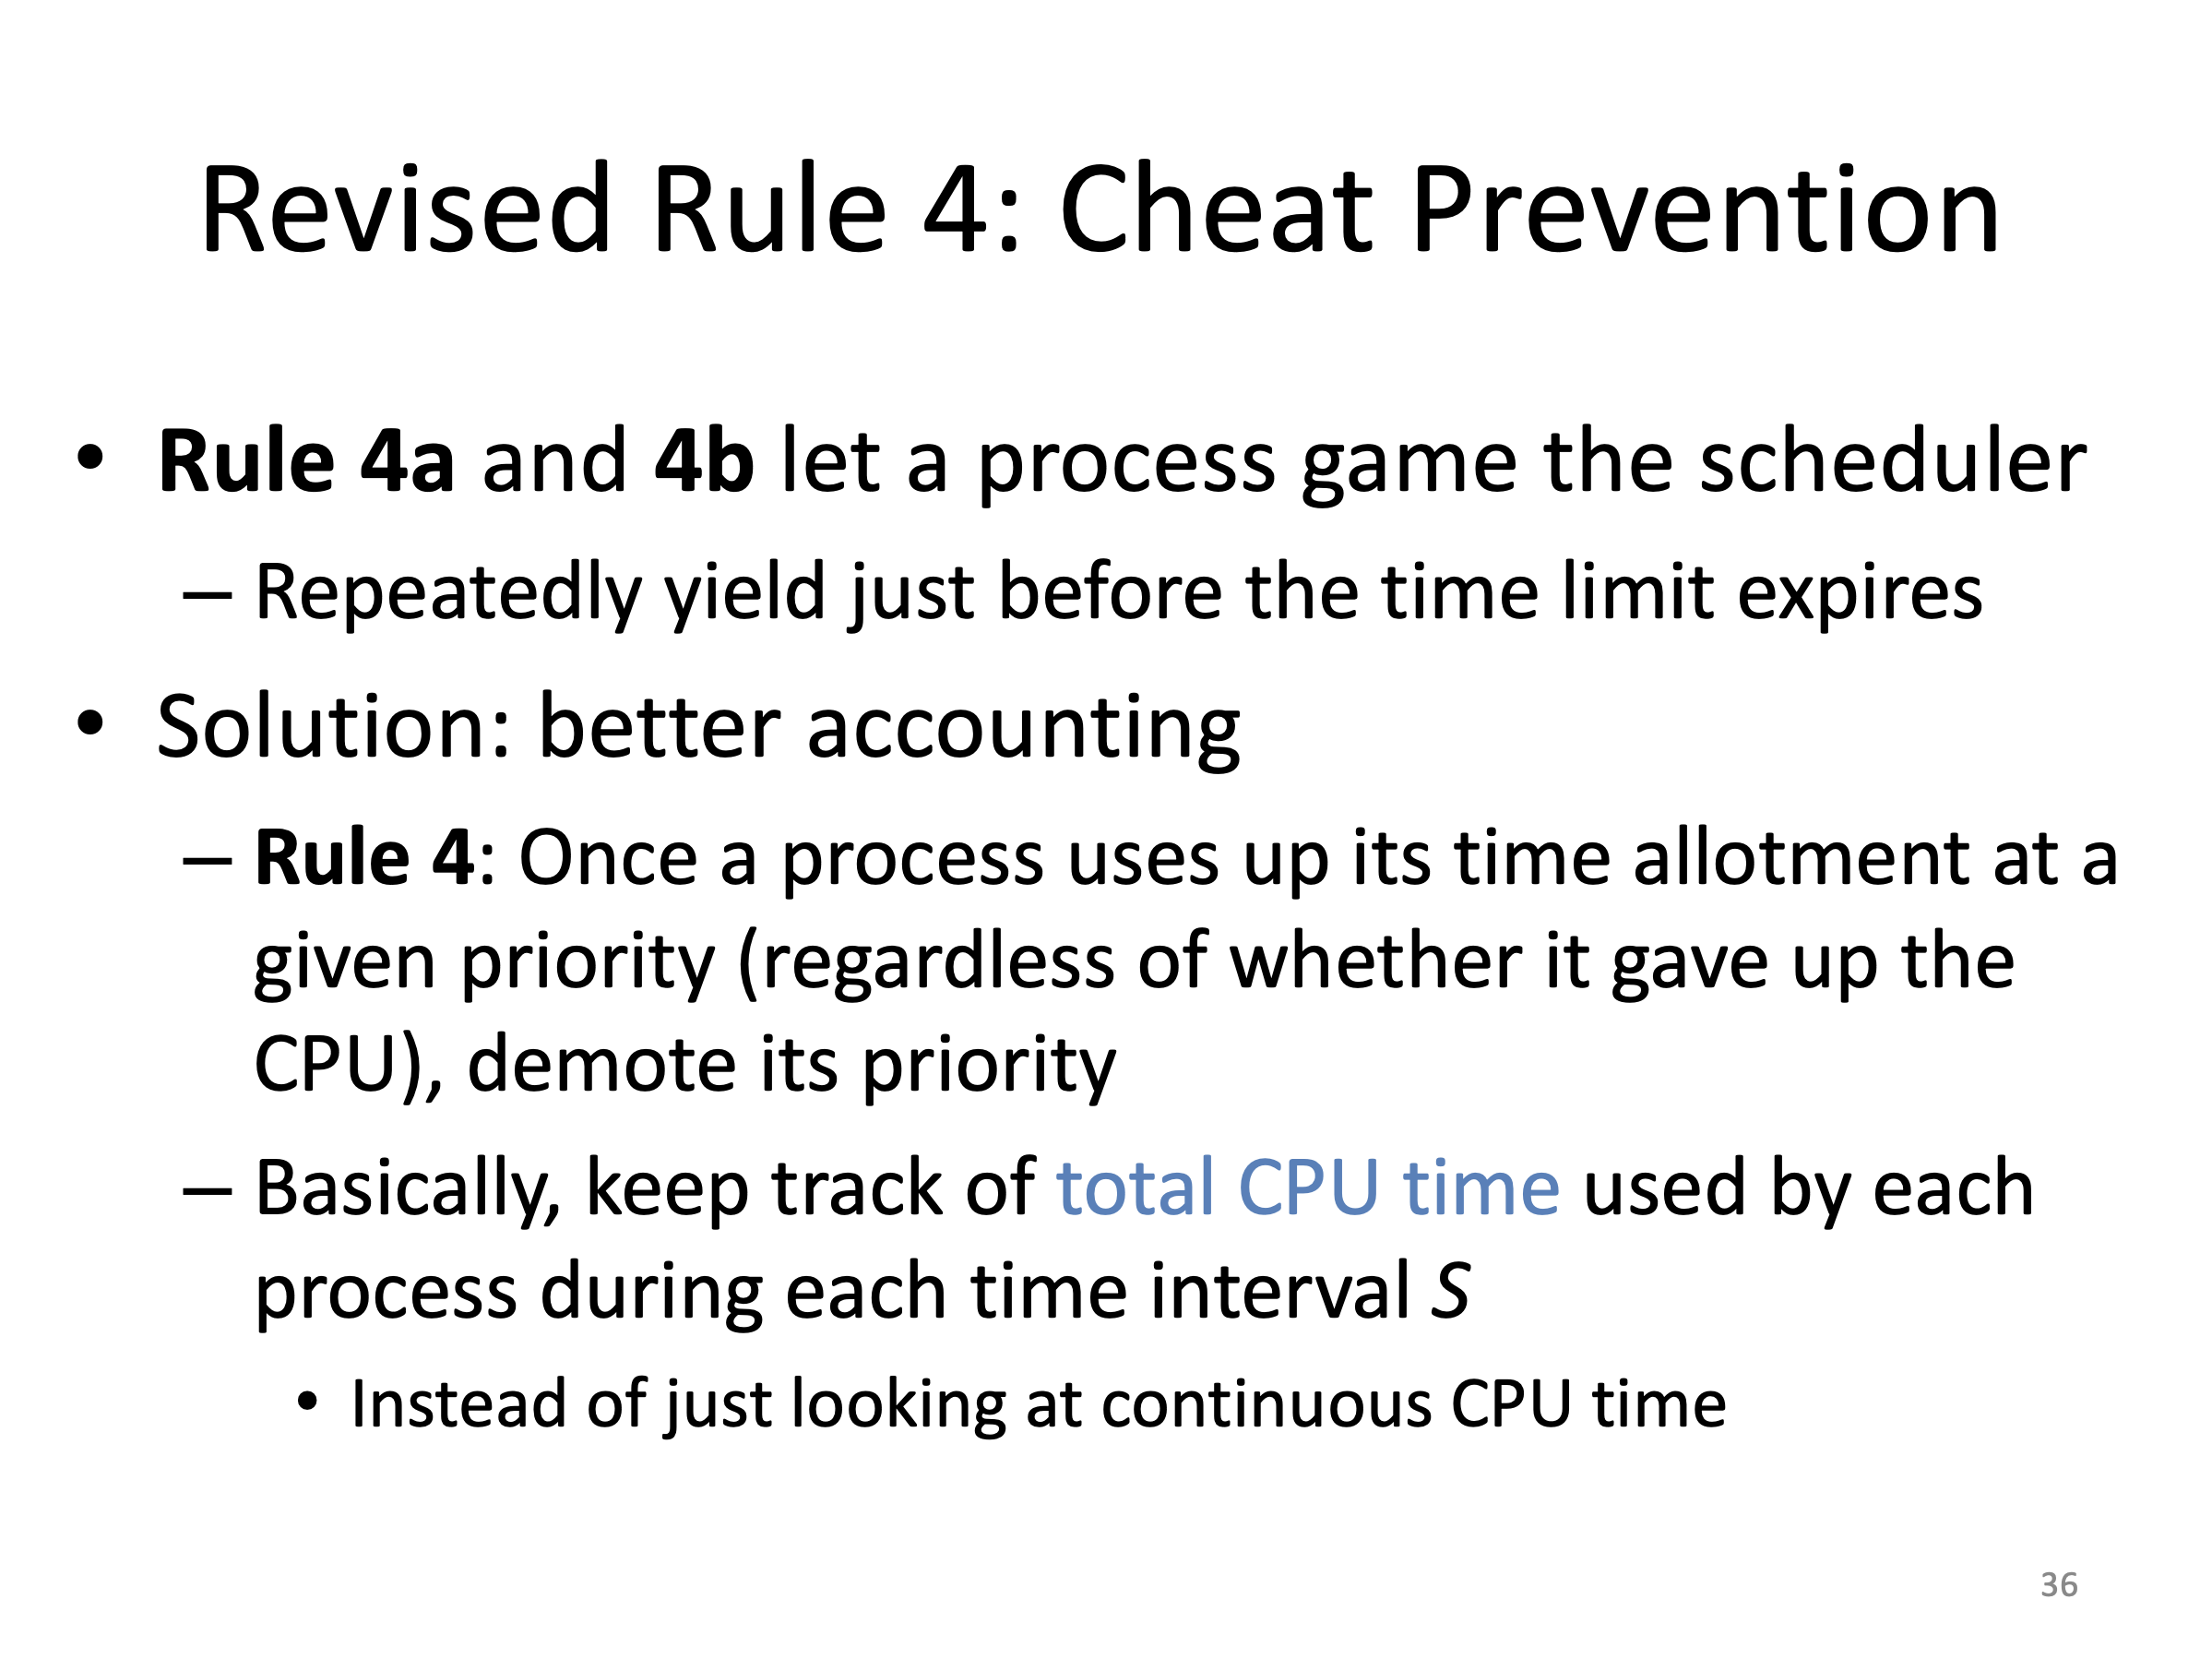 Revised Rule 4: Cheat Prevention
• Rule 4a and 4b let a process game the scheduler
– Repeatedly yield just before the time limit expires
• Solution: better accounting
– Rule 4: Once a process uses up its time allotment at a
given priority (regardless of whether it gave up the
CPU), demote its priority
– Basically, keep track of total CPU time used by each
process during each time interval S
• Instead of just looking at continuous CPU time
36